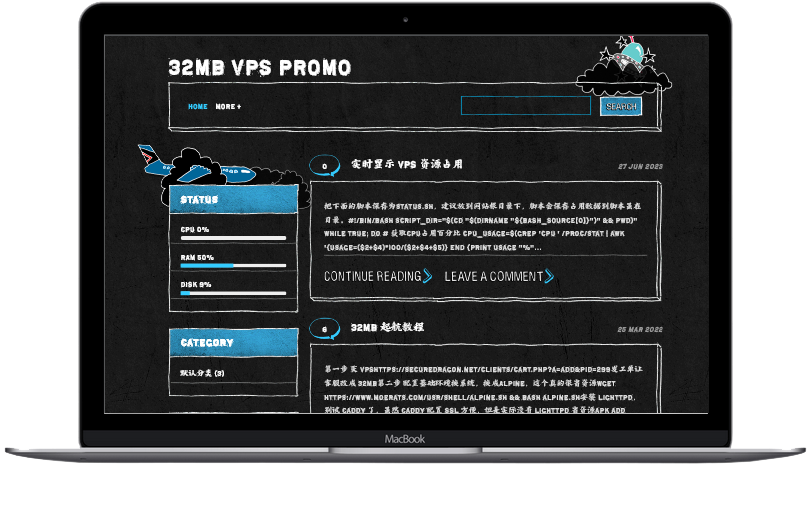 32MB VPS PROMO
HOME MORE +
SEARCH
0 实时显示 VPS 资源占用 27 JUN 2023
STATUS
CPU 0%
RAM 50%
DISK 9%
把下面的脚本保存为STATUS.SH，建议放到网站根目录下，脚本会保存占用数据到脚本所在
目录。#!/BIN/BASH SCRIPT_DIR="$(CD "$(DIRNAME "${BASH_SOURCE[0]}")" && PWD)"
WHILE TRUE; DO # 获取CPU占用百分比 CPU_USAGE=$(GREP 'CPU ' /PROC/STAT | AWK
'{USAGE=($2+$4)*100/($2+$4+$5)} END {PRINT USAGE "%"...
CONTINUE READING LEAVE A COMMENT
6 32MB 起航教程 25 MAR 2022
CATEGORY
默认分类 (3)
第一步 买 VPSHTTPS://SECUREDRAGON.NET/CLIENTS/CART.PHP?A=ADD&PID=299发工单让
客服改成 32MB第二步 配置基础环境换系统，换成ALPINE，这个真的很省资源WGET
HTTPS://WWW.MOERATS.COM/USR/SHELL/ALPINE.SH && BASH ALPINE.SH安装 LIGHTTPD，
别试 CADDY 了，虽然 CADDY 配置 SSL 方便，但是实际没有 LIGHTTPD 省资源APK ADD
MacBook